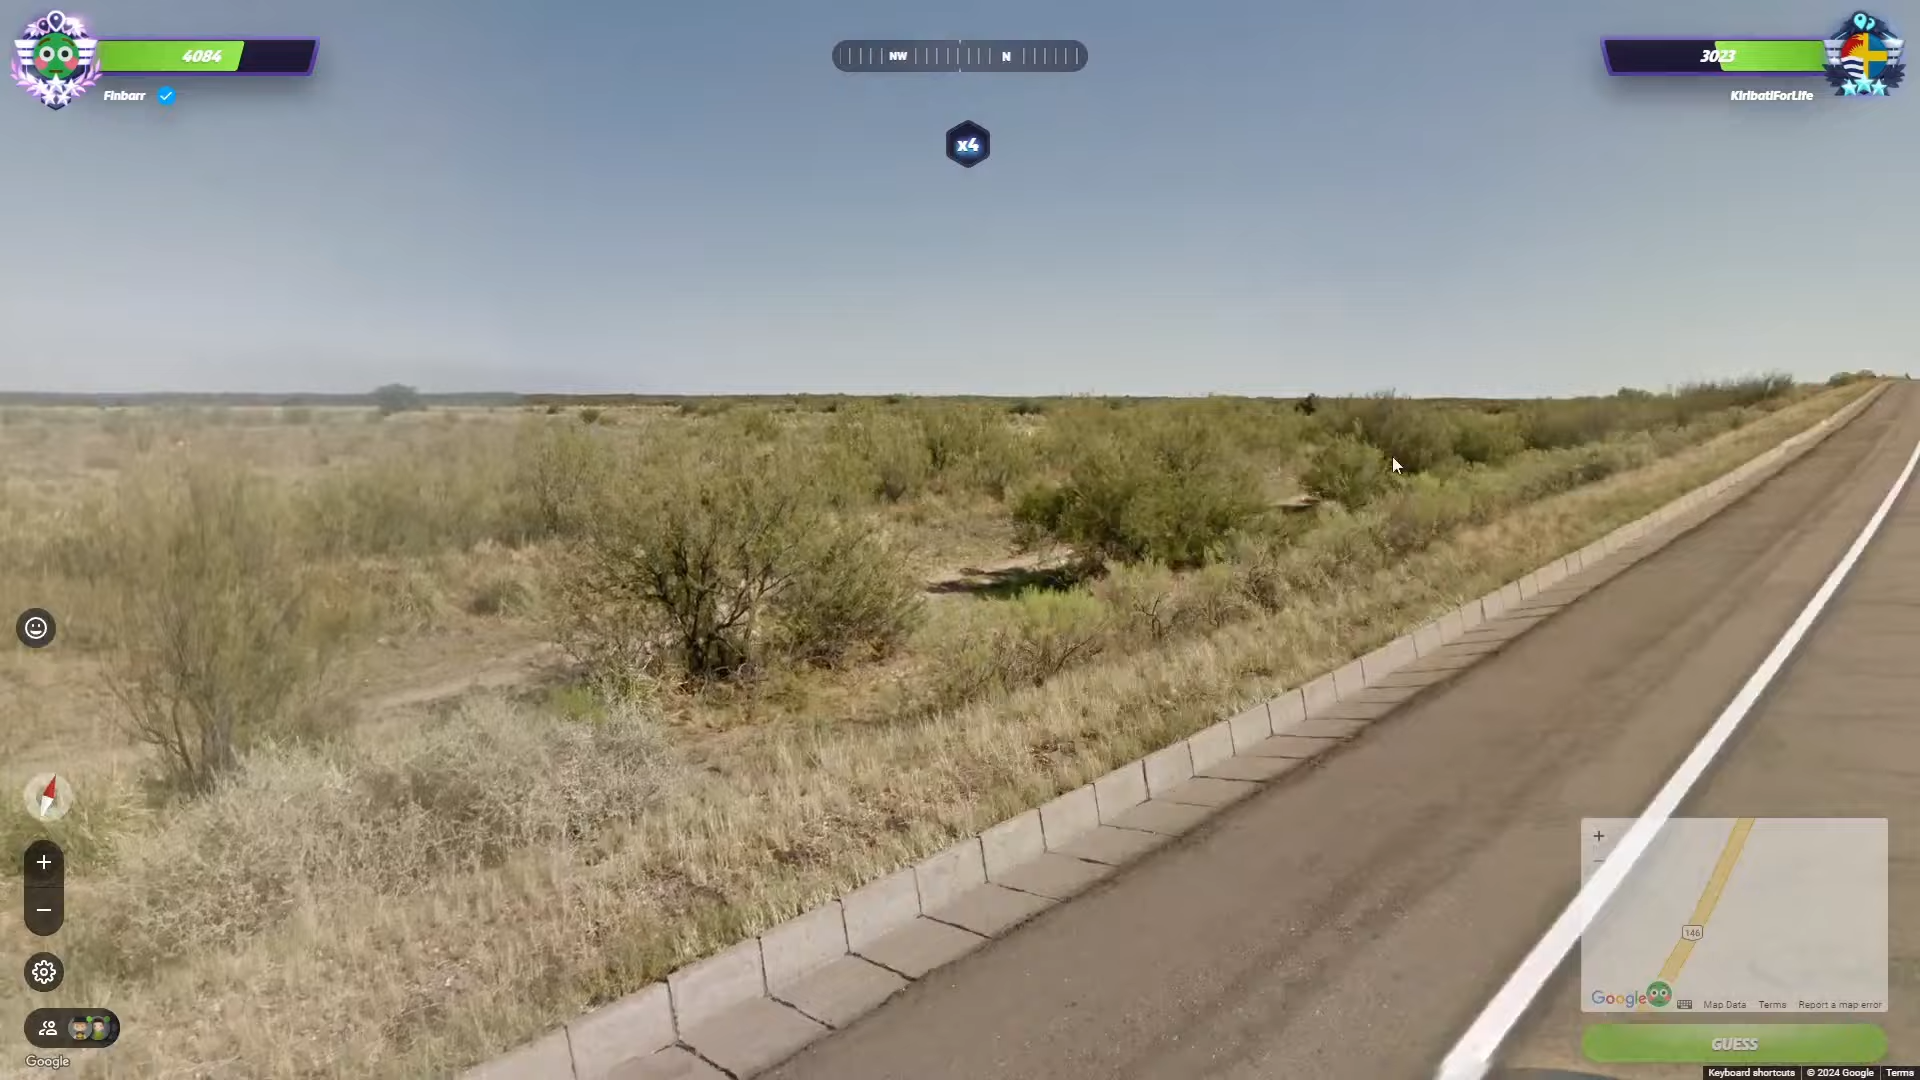 4084
Finbarr
NW
N
x4
3023
KiribatiForLife
146
Google
Map Data
Terms
Report a map error
GUESS
Google
Keyboard shortcuts
© 2024 Google
Terms